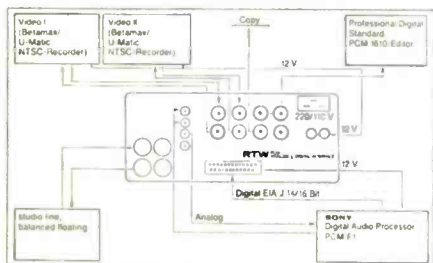 Video I
(Betamax/
U-Matic
NTSC-Recorder)
Video II
(Betamax/
U-Matic
NTSC-Recorder)
Copy
Professional Digital
Standard
PCM 1610/Editor
12 V
220/110 V
12 V
RTW
DIGITAL INTERFACE
12 V
Digital EIA J 14/16 Bit
studio line,
balanced floating
Analog
SONY
Digital Audio Processor
PCM-F1